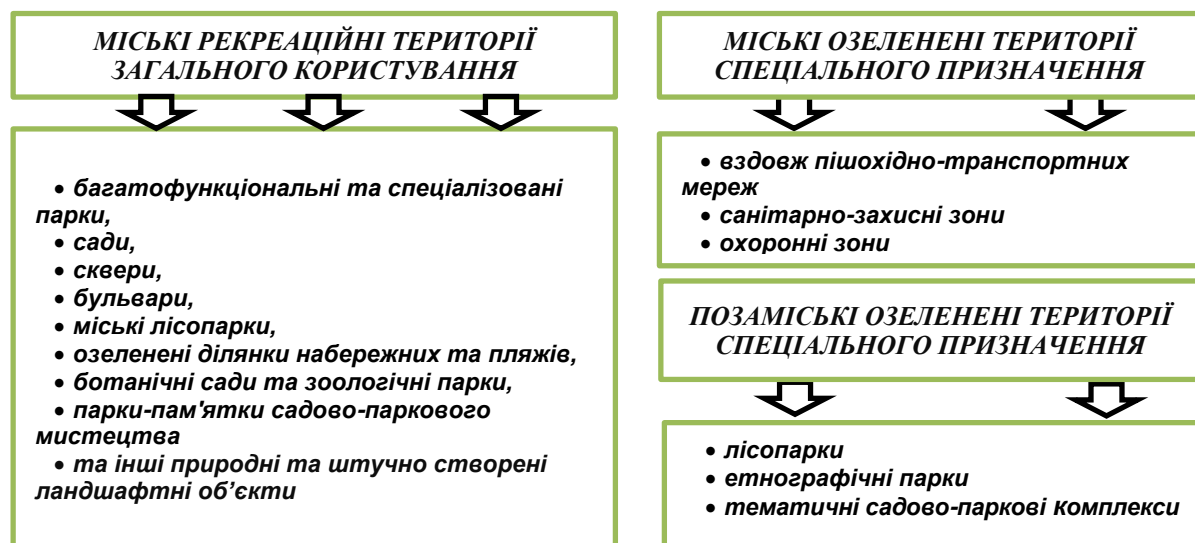 МІСЬКІ РЕКРЕАЦІЙНІ ТЕРИТОРІЇ
ЗАГАЛЬНОГО КОРИСТУВАННЯ
• багатофункціональні та спеціалізовані
парки,
• сади,
• сквери,
• бульвари,
• міські лісопарки,
• озеленені ділянки набережних та пляжів,
• ботанічні сади та зоологічні парки,
• парки-пам'ятки садово-паркового
мистецтва
• та інші природні та штучно створені
ландшафтні об’єкти
МІСЬКІ ОЗЕЛЕНЕНІ ТЕРИТОРІЇ
СПЕЦІАЛЬНОГО ПРИЗНАЧЕННЯ
• вздовж пішохідно-транспортних
мереж
• санітарно-захисні зони
• охоронні зони
ПОЗАМІСЬКІ ОЗЕЛЕНЕНІ ТЕРИТОРІЇ
СПЕЦІАЛЬНОГО ПРИЗНАЧЕННЯ
• лісопарки
• етнографічні парки
• тематичні садово-паркові Комплекси